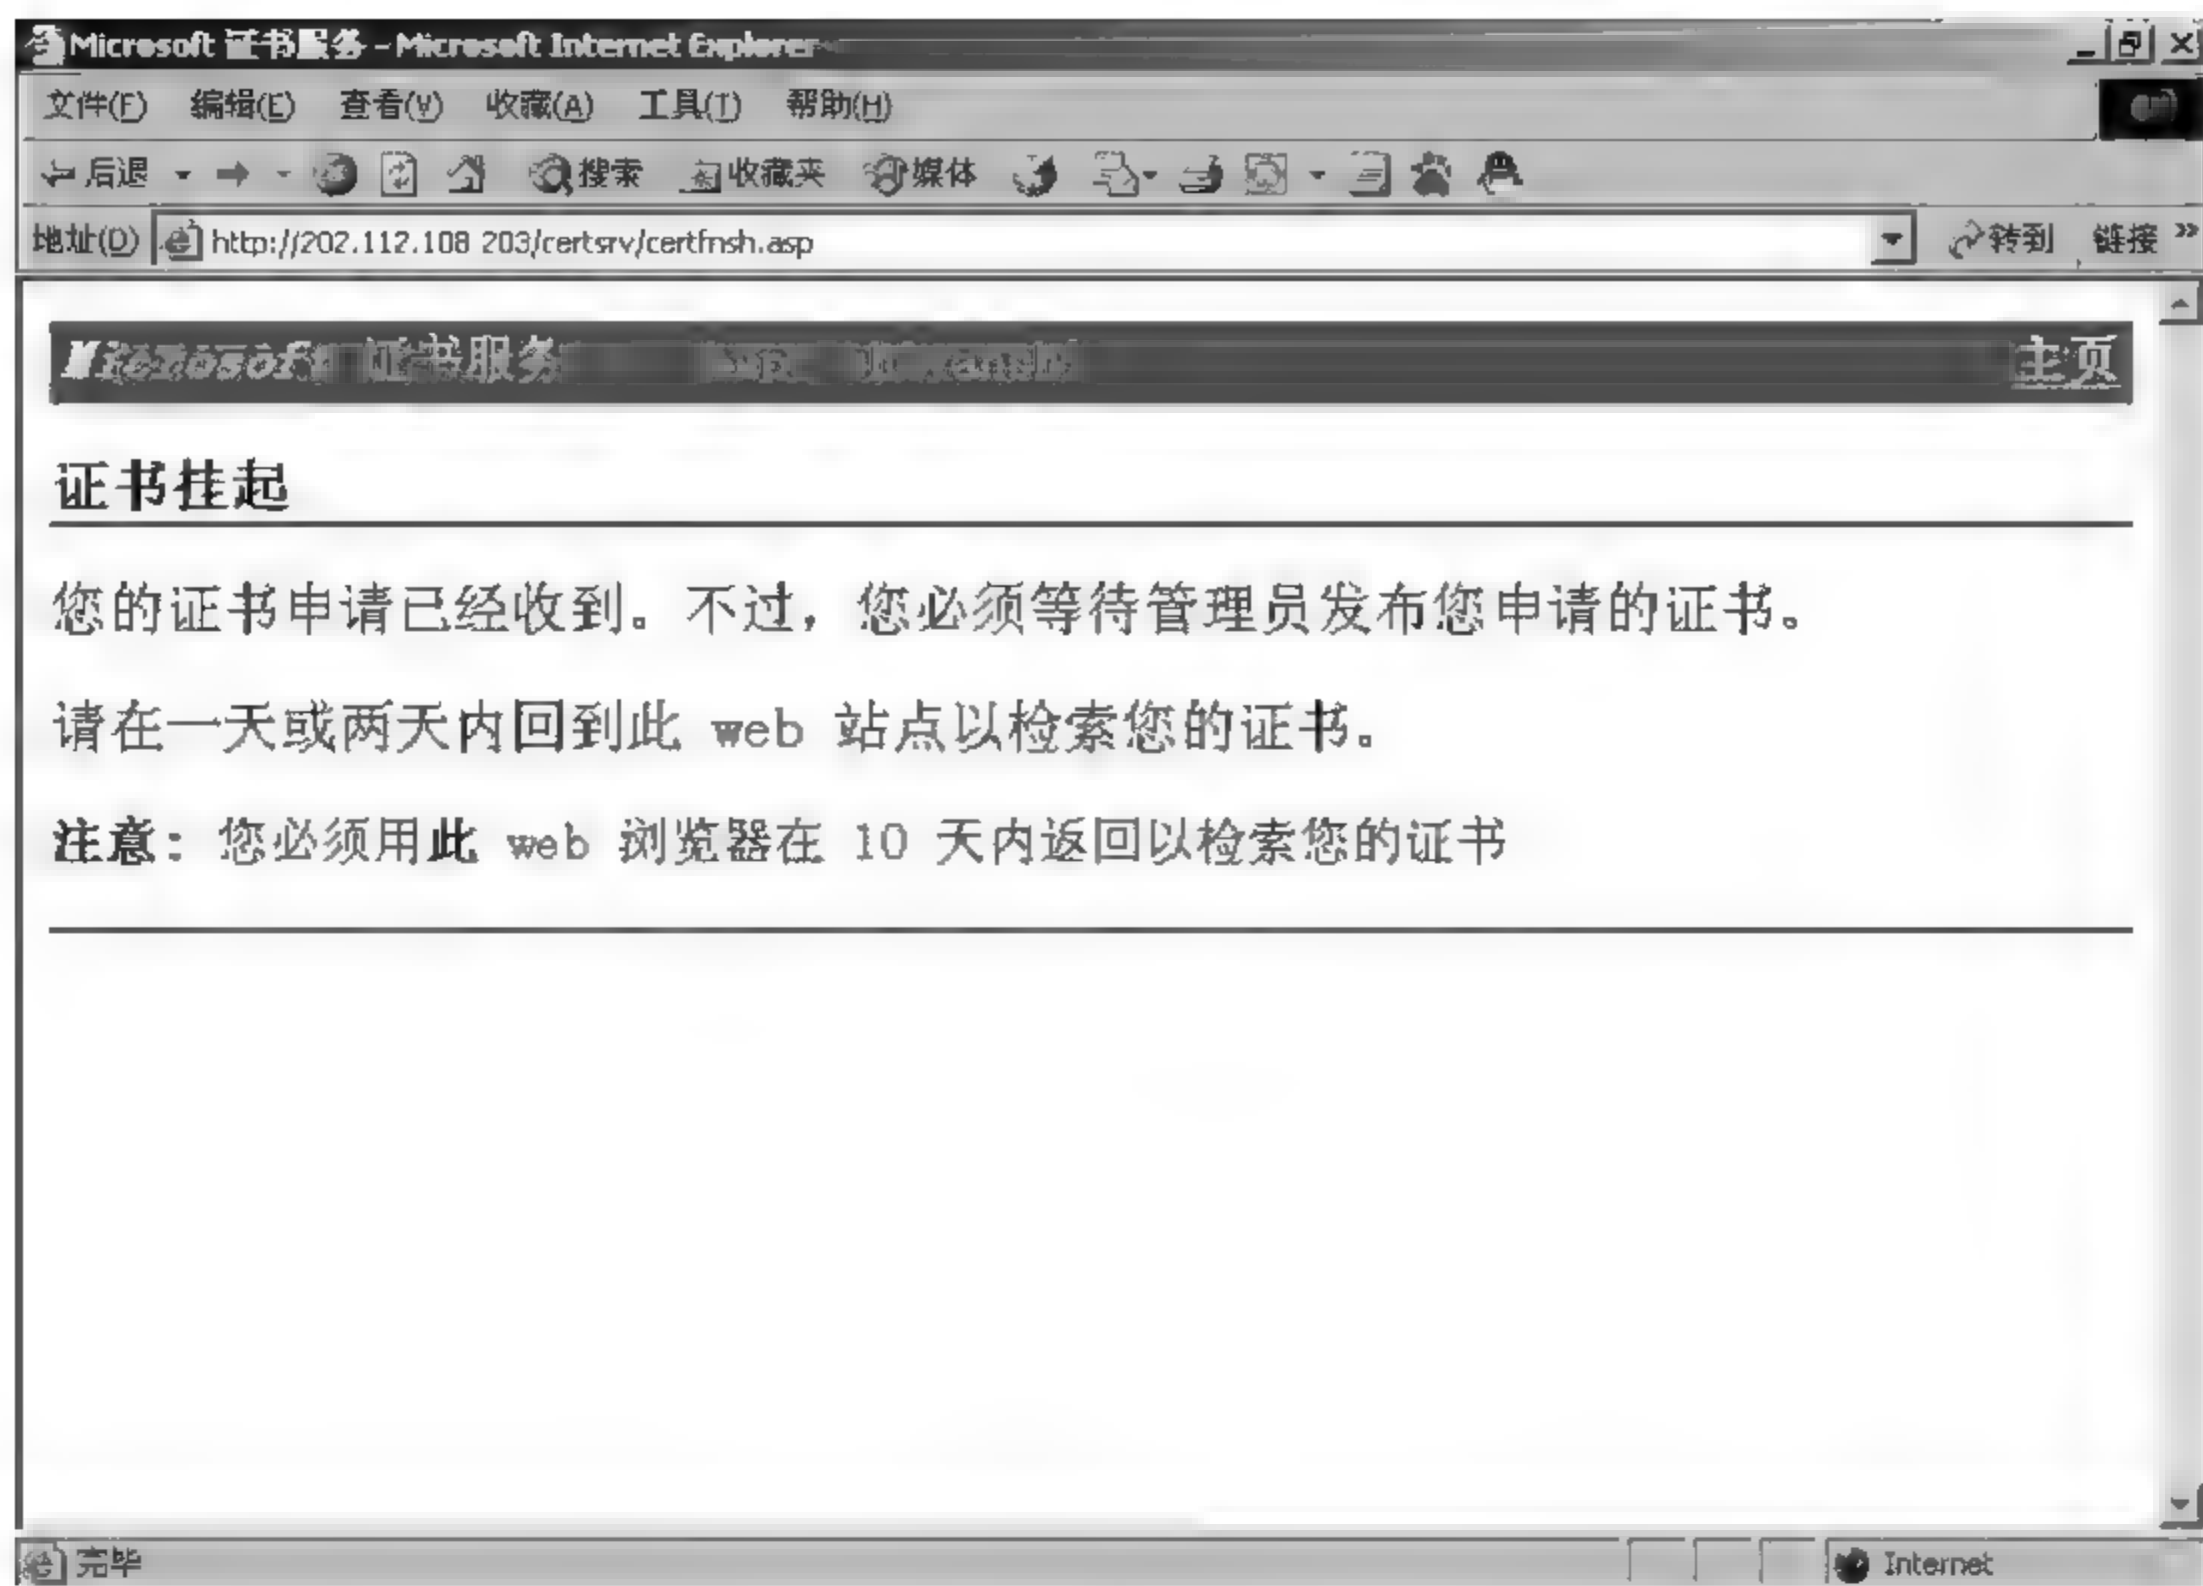 Microsoft 证书服务 - Microsoft Internet Explorer
文件(F) 编辑(E) 查看(V) 收藏(A) 工具(T) 帮助(H)
后退 搜索 收藏夹 媒体
地址(D) http://202.112.108 203/certsrv/certfnsh.asp 转到 链接 »
Microsoft 证书服务 主页
证书挂起
您的证书申请已经收到。不过，您必须等待管理员发布您申请的证书。
请在一天或两天内回到此 web 站点以检索您的证书。
注意：您必须用此 web 浏览器在 10 天内返回以检索您的证书
完毕 Internet